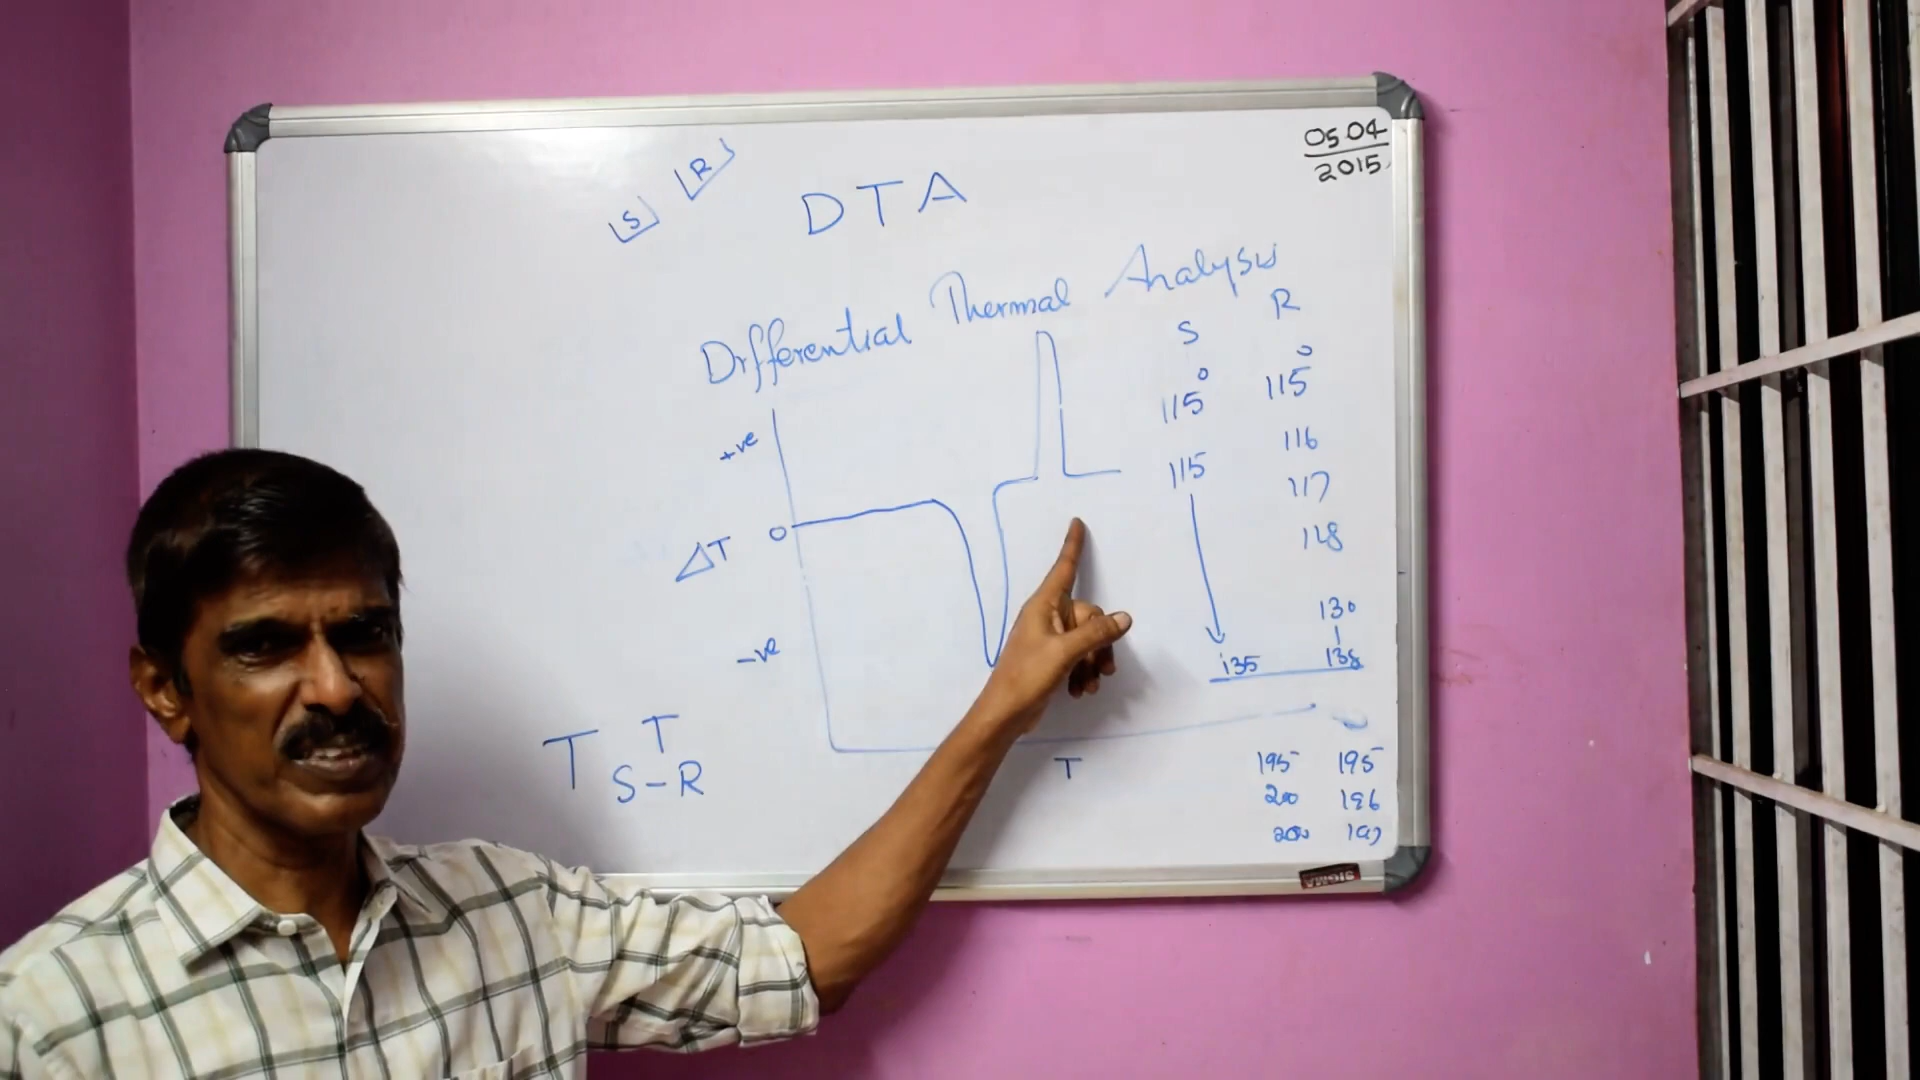 05.04
2015
S R
DTA
Differential Thermal Analysis
S R
115° 115°
+ve
116
115
117
0
118
ΔT
130
-ve
135 138
T
T S-R
T
195 195
200 196
200 197
SIGMA